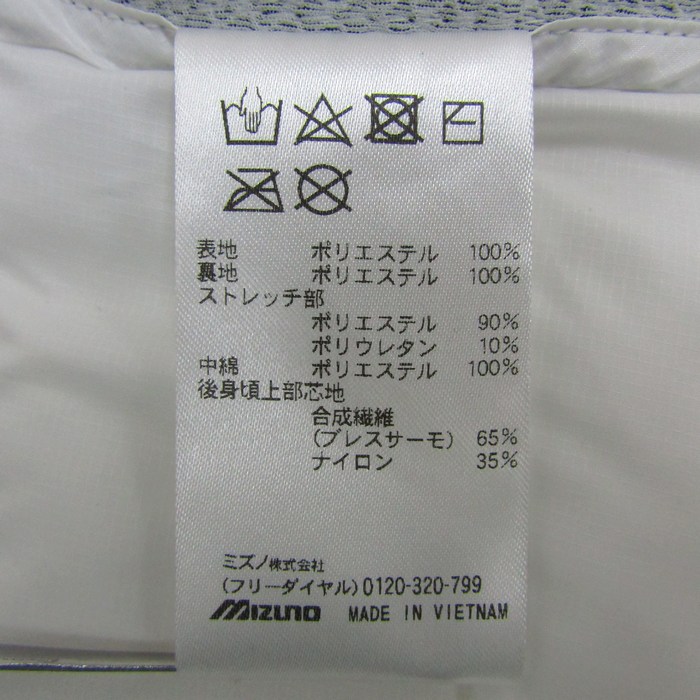 表地 ポリエステル 100%
裏地 ポリエステル 100%
ストレッチ部
ポリエステル 90%
ポリウレタン 10%
中綿 ポリエステル 100%
後身頃上部芯地
合成繊維
(ブレスサーモ) 65%
ナイロン 35%
ミズノ株式会社
(フリーダイヤル)0120-320-799
MIZUNO MADE IN VIETNAM